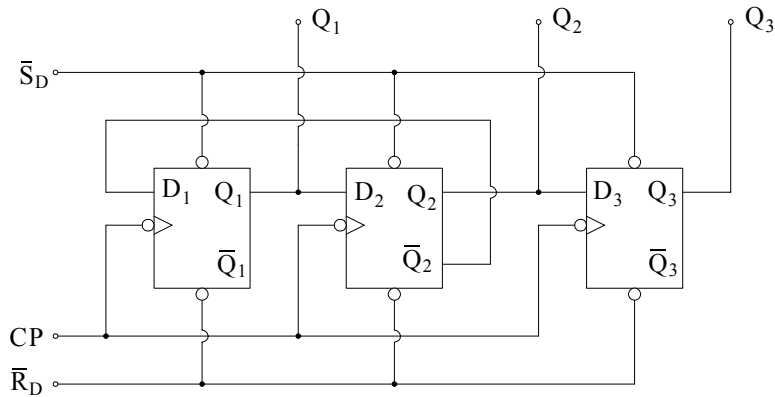 Q₁ Q₂ Q₃
S̅D
D₁ Q₁ D₂ Q₂ D₃ Q₃
Q̅₁ Q̅₂ Q̅₃
CP
R̅D